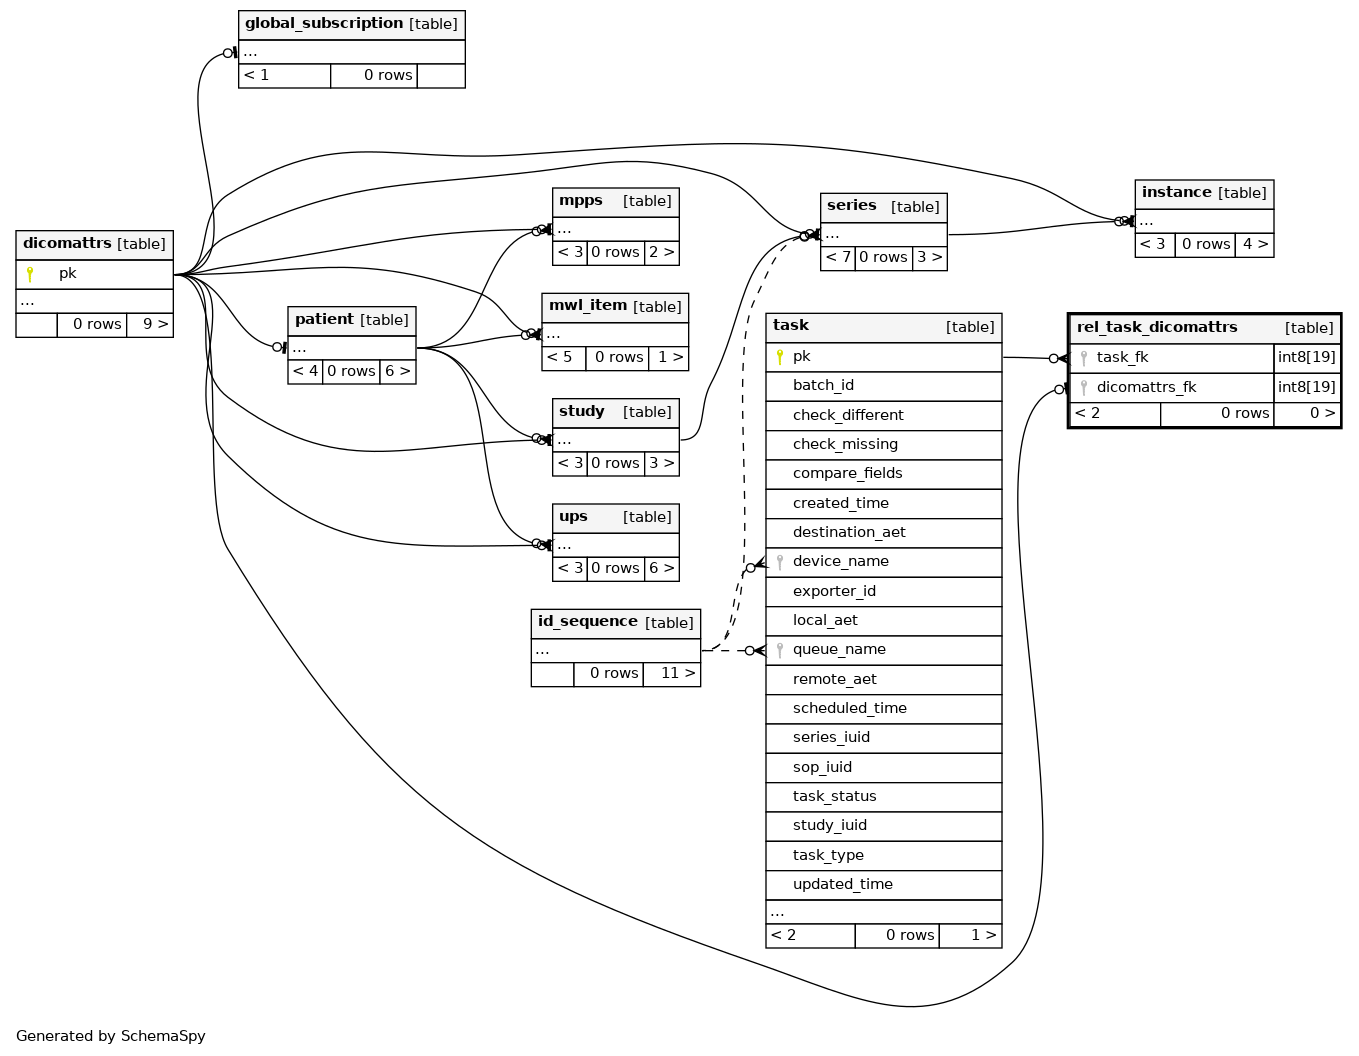 global_subscription [table]
...
< 1 0 rows
dicomattrs [table]
pk
...
0 rows 9 >
patient [table]
...
< 4 0 rows 6 >
mpps [table]
...
< 3 0 rows 2 >
mwl_item [table]
...
< 5 0 rows 1 >
study [table]
...
< 3 0 rows 3 >
ups [table]
...
< 3 0 rows 6 >
id_sequence [table]
...
0 rows 11 >
series [table]
...
< 7 0 rows 3 >
task [table]
pk
batch_id
check_different
check_missing
compare_fields
created_time
destination_aet
device_name
exporter_id
local_aet
queue_name
remote_aet
scheduled_time
series_iuid
sop_iuid
task_status
study_iuid
task_type
updated_time
...
< 2 0 rows 1 >
instance [table]
...
< 3 0 rows 4 >
rel_task_dicomattrs [table]
task_fk int8[19]
dicomattrs_fk int8[19]
< 2 0 rows 0 >
Generated by SchemaSpy